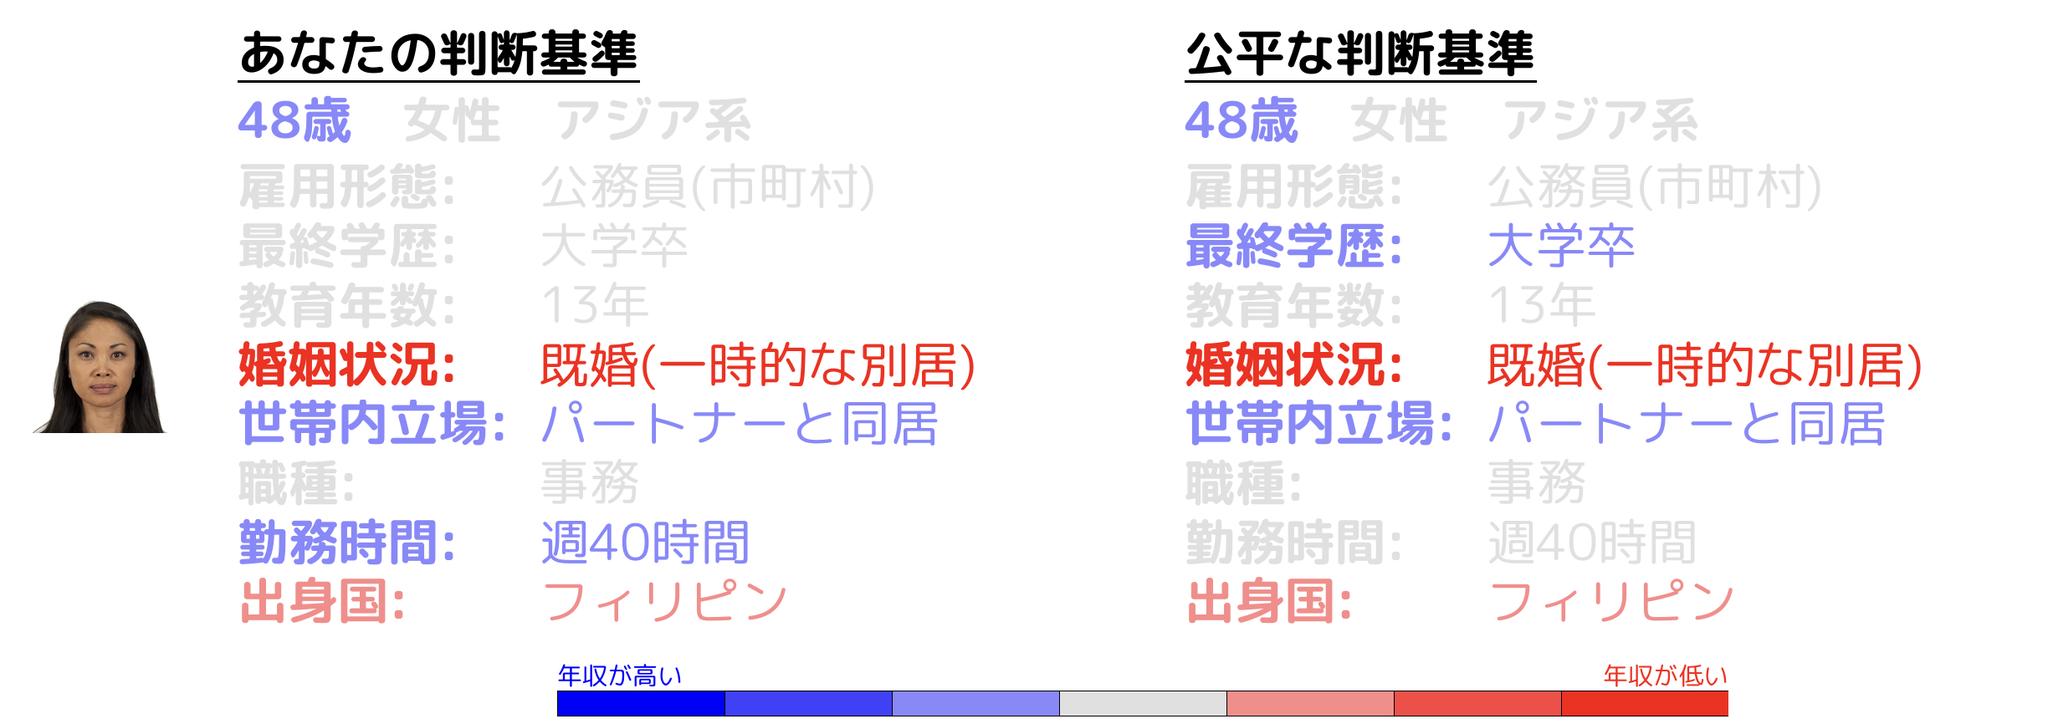 あなたの判断基準
48歳 女性 アジア系
雇用形態: 公務員(市町村)
最終学歴: 大学卒
教育年数: 13年
婚姻状況: 既婚(一時的な別居)
世帯内立場: パートナーと同居
職種: 事務
勤務時間: 週40時間
出身国: フィリピン
公平な判断基準
48歳 女性 アジア系
雇用形態: 公務員(市町村)
最終学歴: 大学卒
教育年数: 13年
婚姻状況: 既婚(一時的な別居)
世帯内立場: パートナーと同居
職種: 事務
勤務時間: 週40時間
出身国: フィリピン
年収が高い 年収が低い